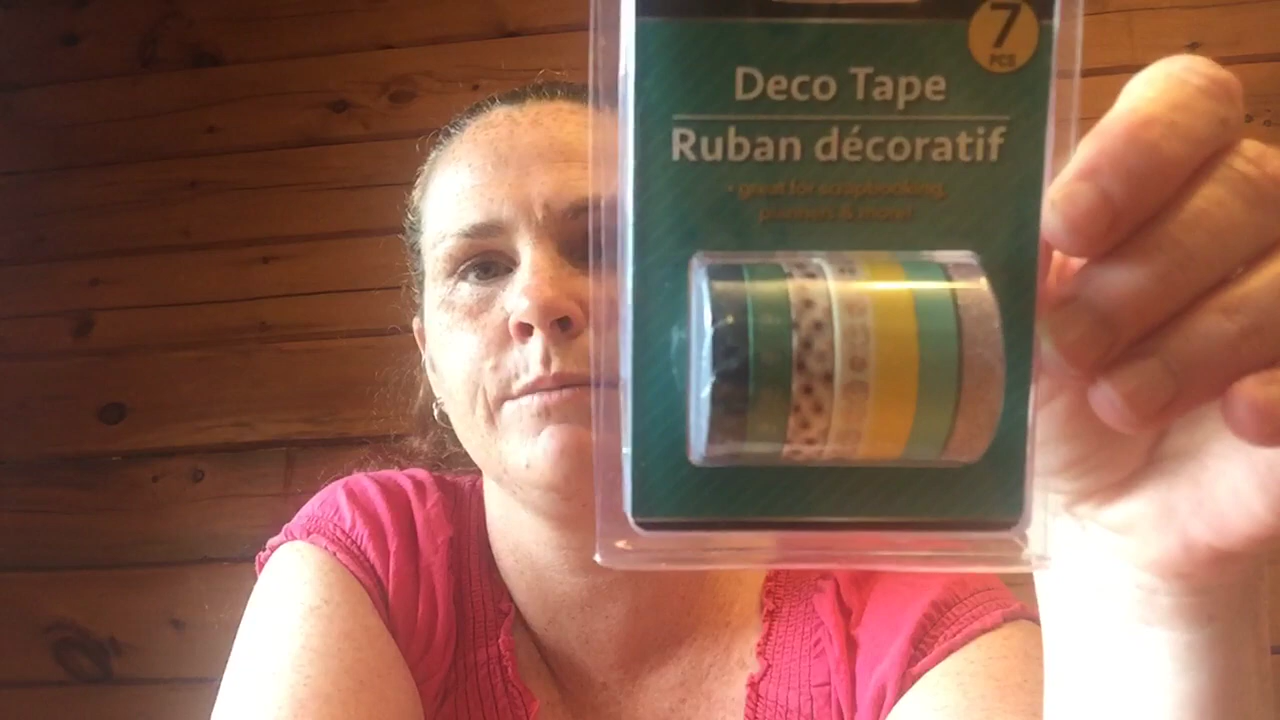 7
PCS
Deco Tape
Ruban décoratif
• great for scrapbooking,
planners & more!